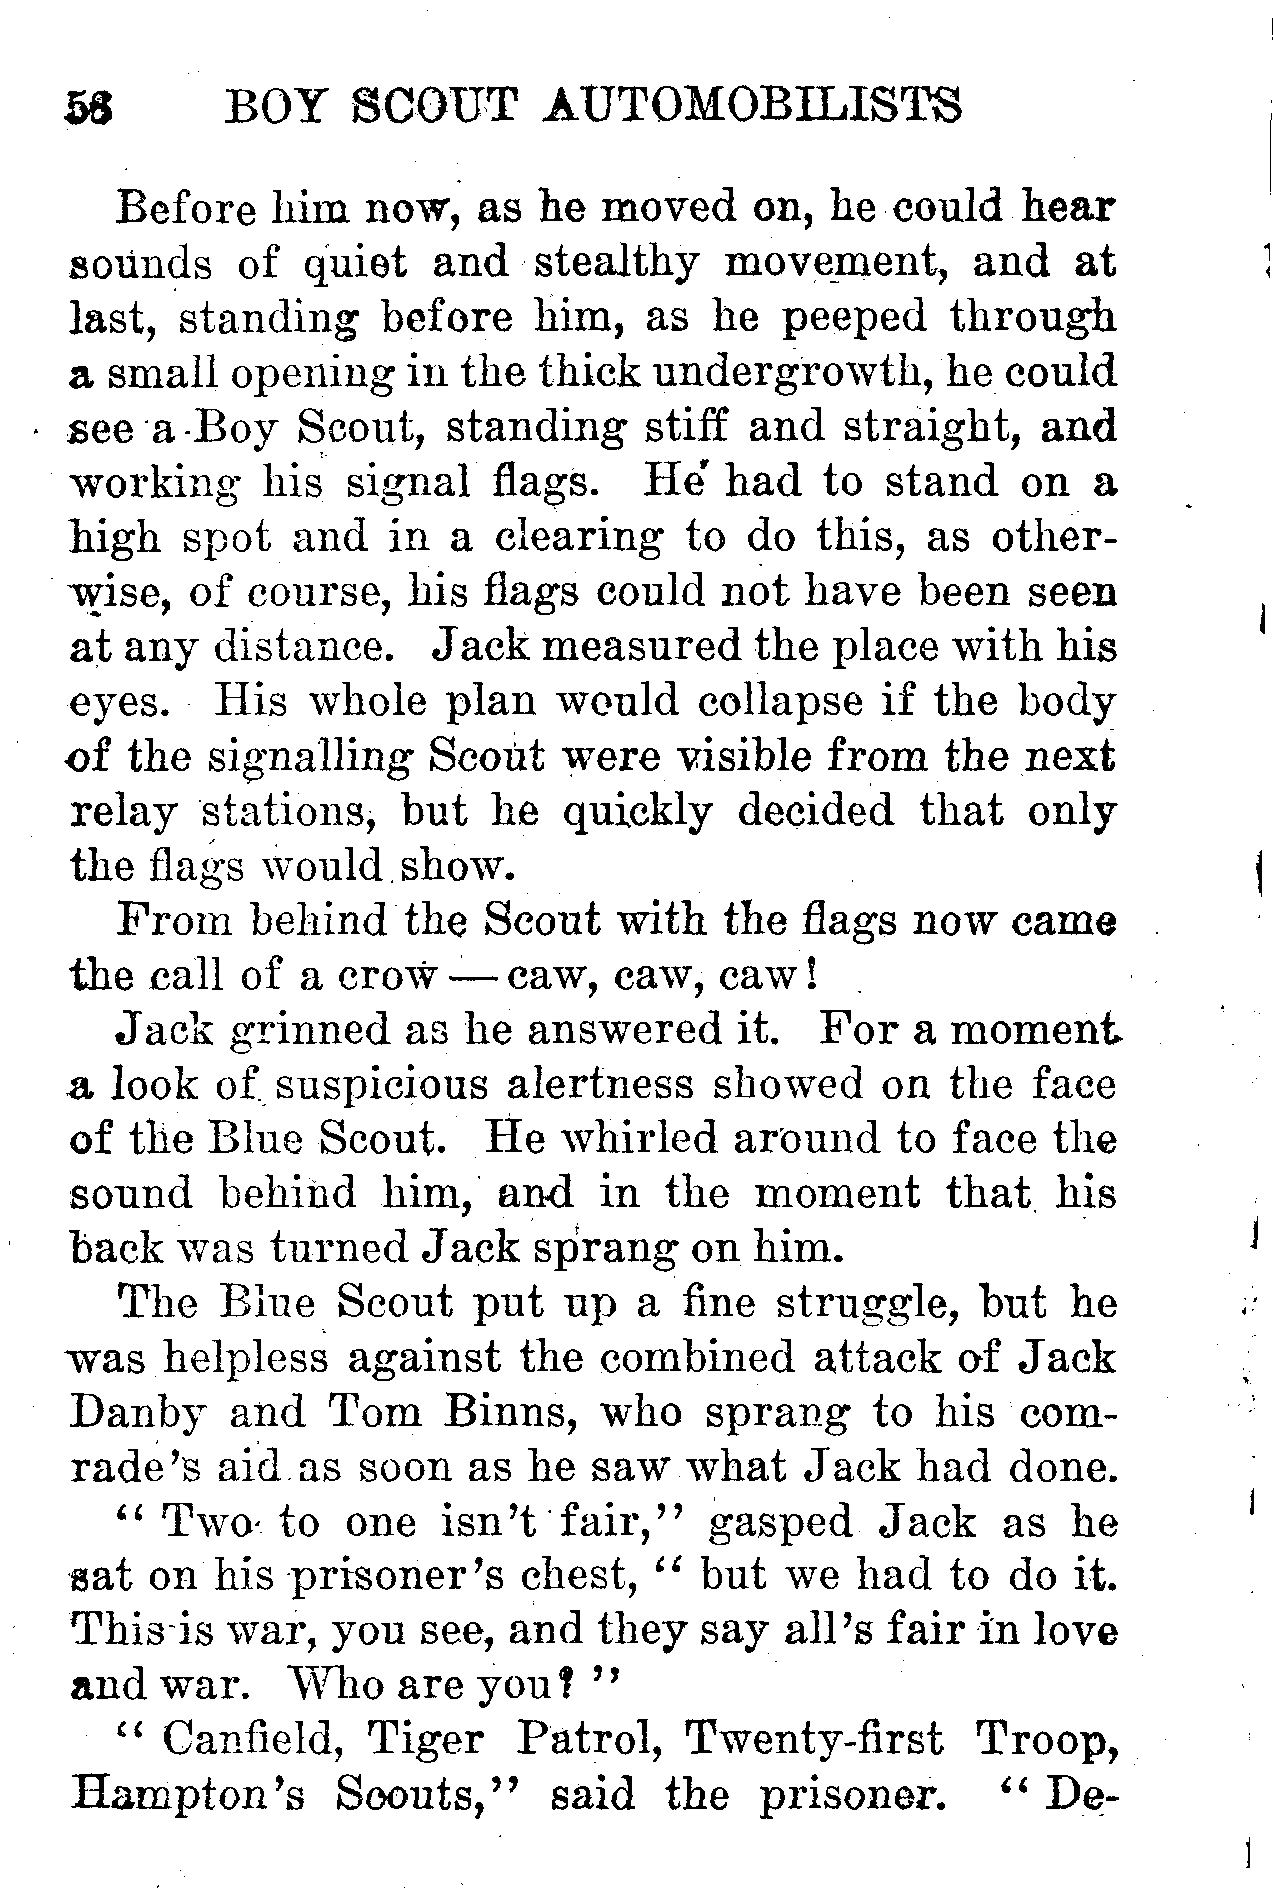 58 BOY SCOUT AUTOMOBILISTS
Before him now, as he moved on, he could hear
sounds of quiet and stealthy movement, and at
last, standing before him, as he peeped through
a small opening in the thick undergrowth, he could
see a Boy Scout, standing stiff and straight, and
working his signal flags. He had to stand on a
high spot and in a clearing to do this, as other-
wise, of course, his flags could not have been seen
at any distance. Jack measured the place with his
eyes. His whole plan would collapse if the body
of the signalling Scout were visible from the next
relay stations, but he quickly decided that only
the flags would show.
From behind the Scout with the flags now came
the call of a crow — caw, caw, caw!
Jack grinned as he answered it. For a moment
a look of suspicious alertness showed on the face
of the Blue Scout. He whirled around to face the
sound behind him, and in the moment that his
back was turned Jack sprang on him.
The Blue Scout put up a fine struggle, but he
was helpless against the combined attack of Jack
Danby and Tom Binns, who sprang to his com-
rade's aid as soon as he saw what Jack had done.
" Two to one isn't fair," gasped Jack as he
sat on his prisoner's chest, " but we had to do it.
This is war, you see, and they say all's fair in love
and war. Who are you? "
" Canfield, Tiger Patrol, Twenty-first Troop,
Hampton's Scouts," said the prisoner. " De-